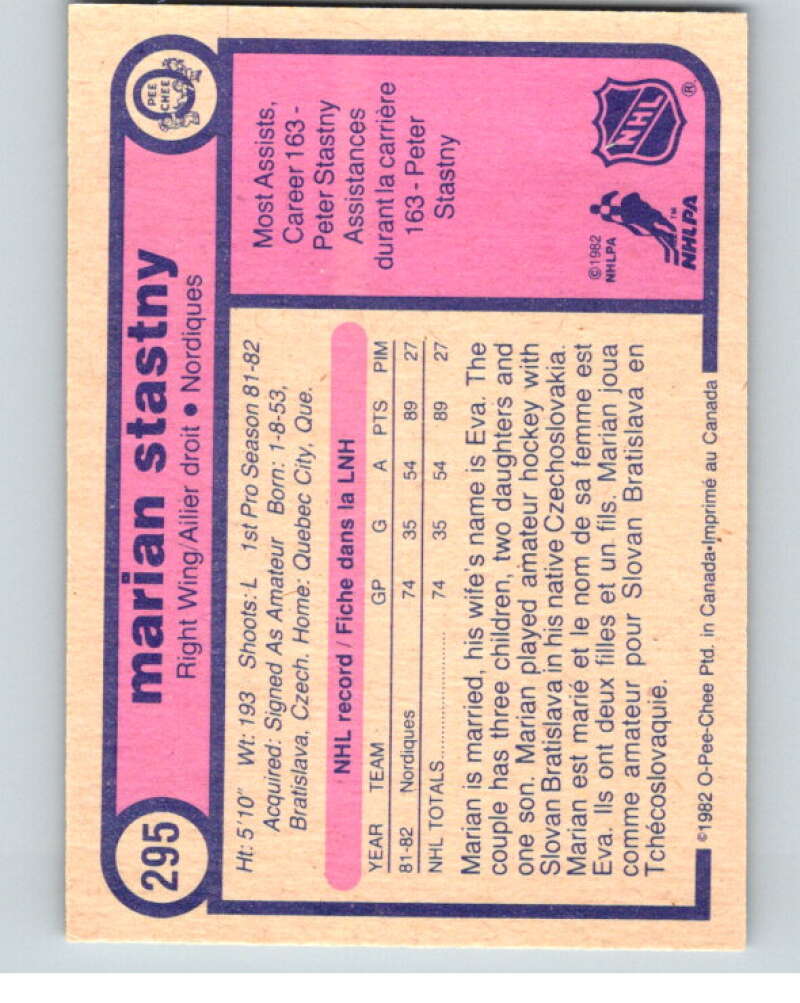 295
marian stastny
Right Wing/Ailier droit • Nordiques
PEE
CHEE
Ht: 5'10" Wt: 193 Shoots: L 1st Pro Season 81-82
Acquired: Signed As Amateur Born: 1-8-53,
Bratislava, Czech. Home: Quebec City, Que.
NHL record / Fiche dans la LNH
YEAR TEAM GP G A PTS PIM
81-82 Nordiques 74 35 54 89 27
NHL TOTALS.................. 74 35 54 89 27
Marian is married, his wife's name is Eva. The
couple has three children, two daughters and
one son. Marian played amateur hockey with
Slovan Bratislava in his native Czechoslovakia.
Marian est marié et le nom de sa femme est
Eva. Ils ont deux filles et un fils. Marian joua
comme amateur pour Slovan Bratislava en
Tchécoslovaquie.
Most Assists,
Career 163 -
Peter Stastny
Assistances
durant la carrière
163 - Peter
Stastny
©1982
NHLPA
NHLPA™
NHL®
©1982 O-Pee-Chee Ptd. in Canada•Imprimé au Canada